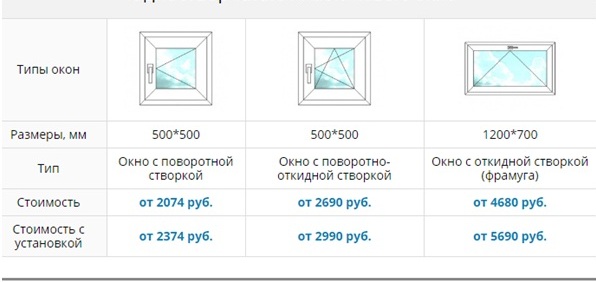 Типы окон
Размеры, мм 500*500 500*500 1200*700
Тип Окно с поворотной створкой Окно с поворотно-откидной створкой Окно с откидной створкой (фрамуга)
Стоимость от 2074 руб. от 2690 руб. от 4680 руб.
Стоимость с установкой от 2374 руб. от 2990 руб. от 5690 руб.